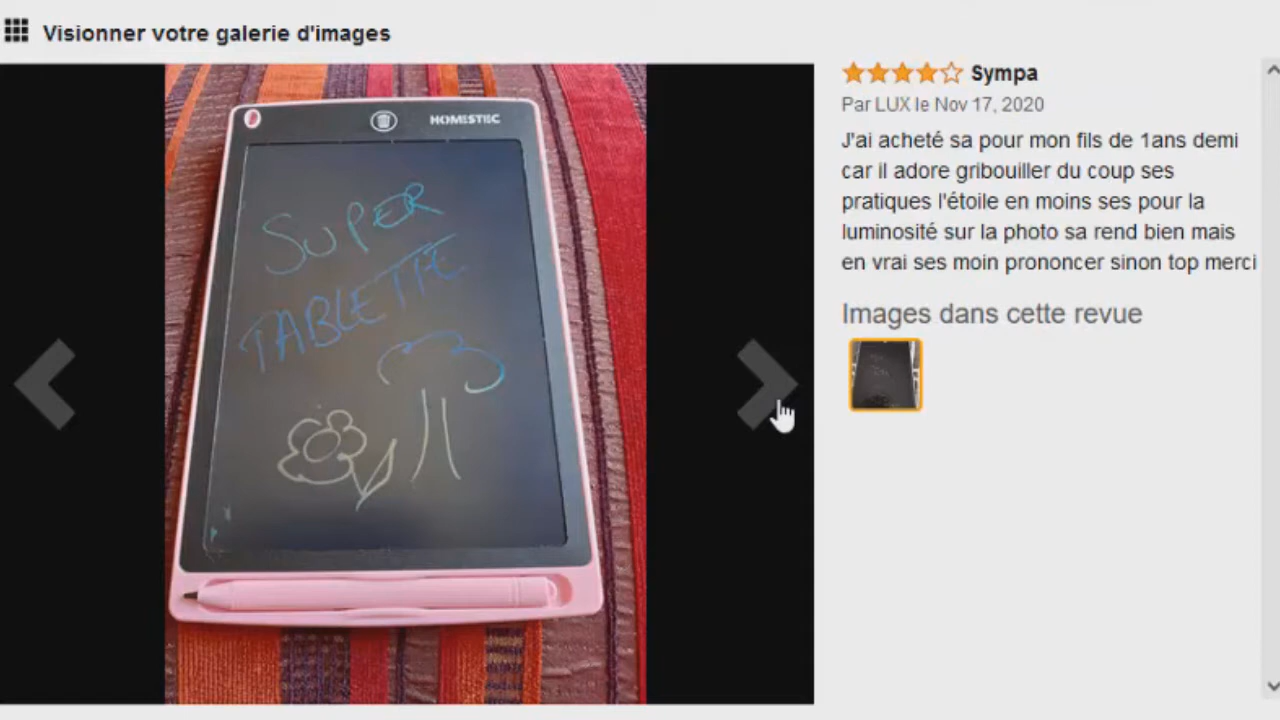 Visionner votre galerie d'images
HOMESTEC
SUPER
TABLETTE
Sympa
Par LUX le Nov 17, 2020
J'ai acheté sa pour mon fils de 1ans demi
car il adore gribouiller du coup ses
pratiques l'étoile en moins ses pour la
luminosité sur la photo sa rend bien mais
en vrai ses moin prononcer sinon top merci
Images dans cette revue